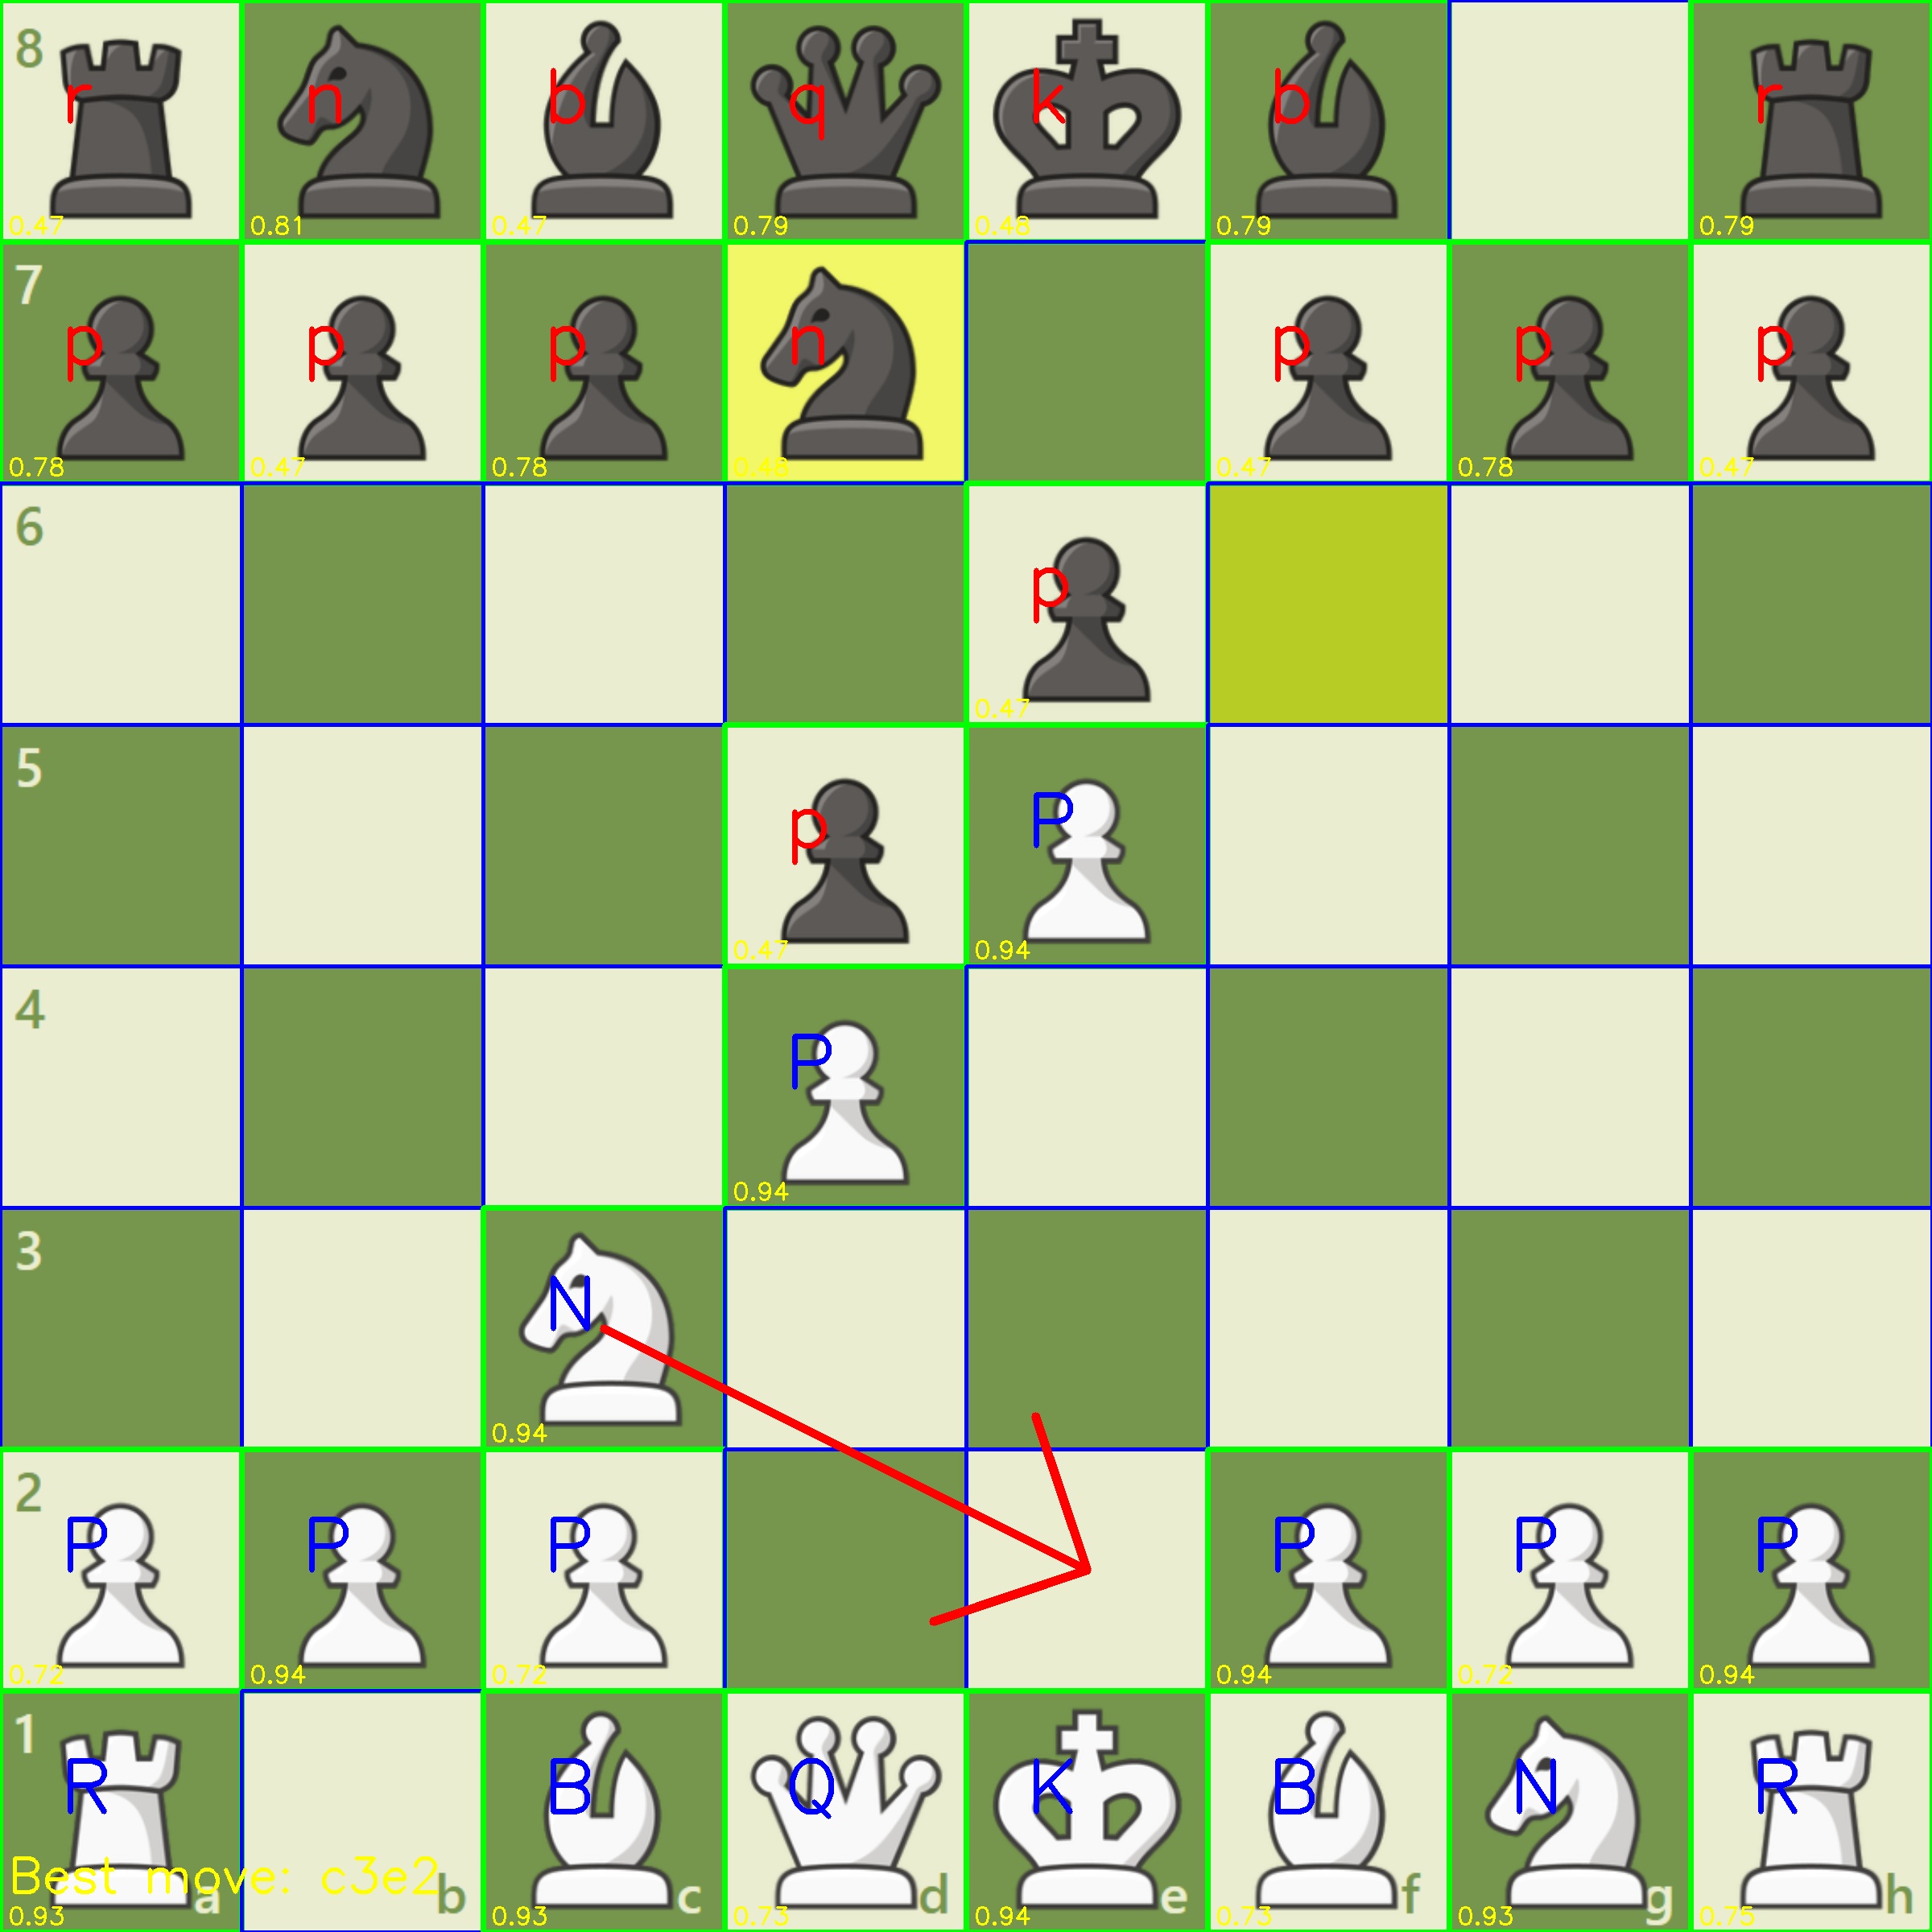 8 r n b q k b r
0.47 0.81 0.47 0.79 0.48 0.79 0.79
7 p p p n p p p
0.78 0.47 0.78 0.48 0.47 0.78 0.47
6 p
0.47
5 p P
0.47 0.94
4 P
0.94
3 N
0.94
2 P P P P P P
0.72 0.94 0.72 0.94 0.72 0.94
1 R B Q K B N R
Best move: c3e2
a b c d e f g h
0.93 0.93 0.73 0.94 0.73 0.93 0.75